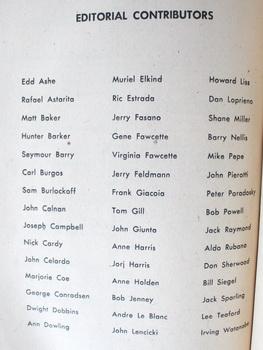 EDITORIAL CONTRIBUTORS
Edd Ashe
Rafael Astarita
Matt Baker
Hunter Barker
Seymour Barry
Carl Burgos
Sam Burlockoff
John Calnan
Joseph Campbell
Nick Cardy
John Celardo
Marjorie Coe
George Conradsen
Dwight Dobbins
Ann Dowling
Muriel Elkind
Ric Estrada
Jerry Fasano
Gene Fawcette
Virginia Fawcette
Jerry Feldmann
Frank Giacoia
Tom Gill
John Giunta
Anne Harris
Jorj Harris
Anne Holden
Bob Jenney
Andre Le Blanc
John Lencicki
Howard Liss
Dan Loprieno
Shane Miller
Barry Nellis
Mike Pepe
John Pierotti
Peter Poradosky
Bob Powell
Jack Raymond
Aldo Rubano
Don Sherwood
Bill Siegel
Jack Sparling
Lee Teaford
Irving Watanabe